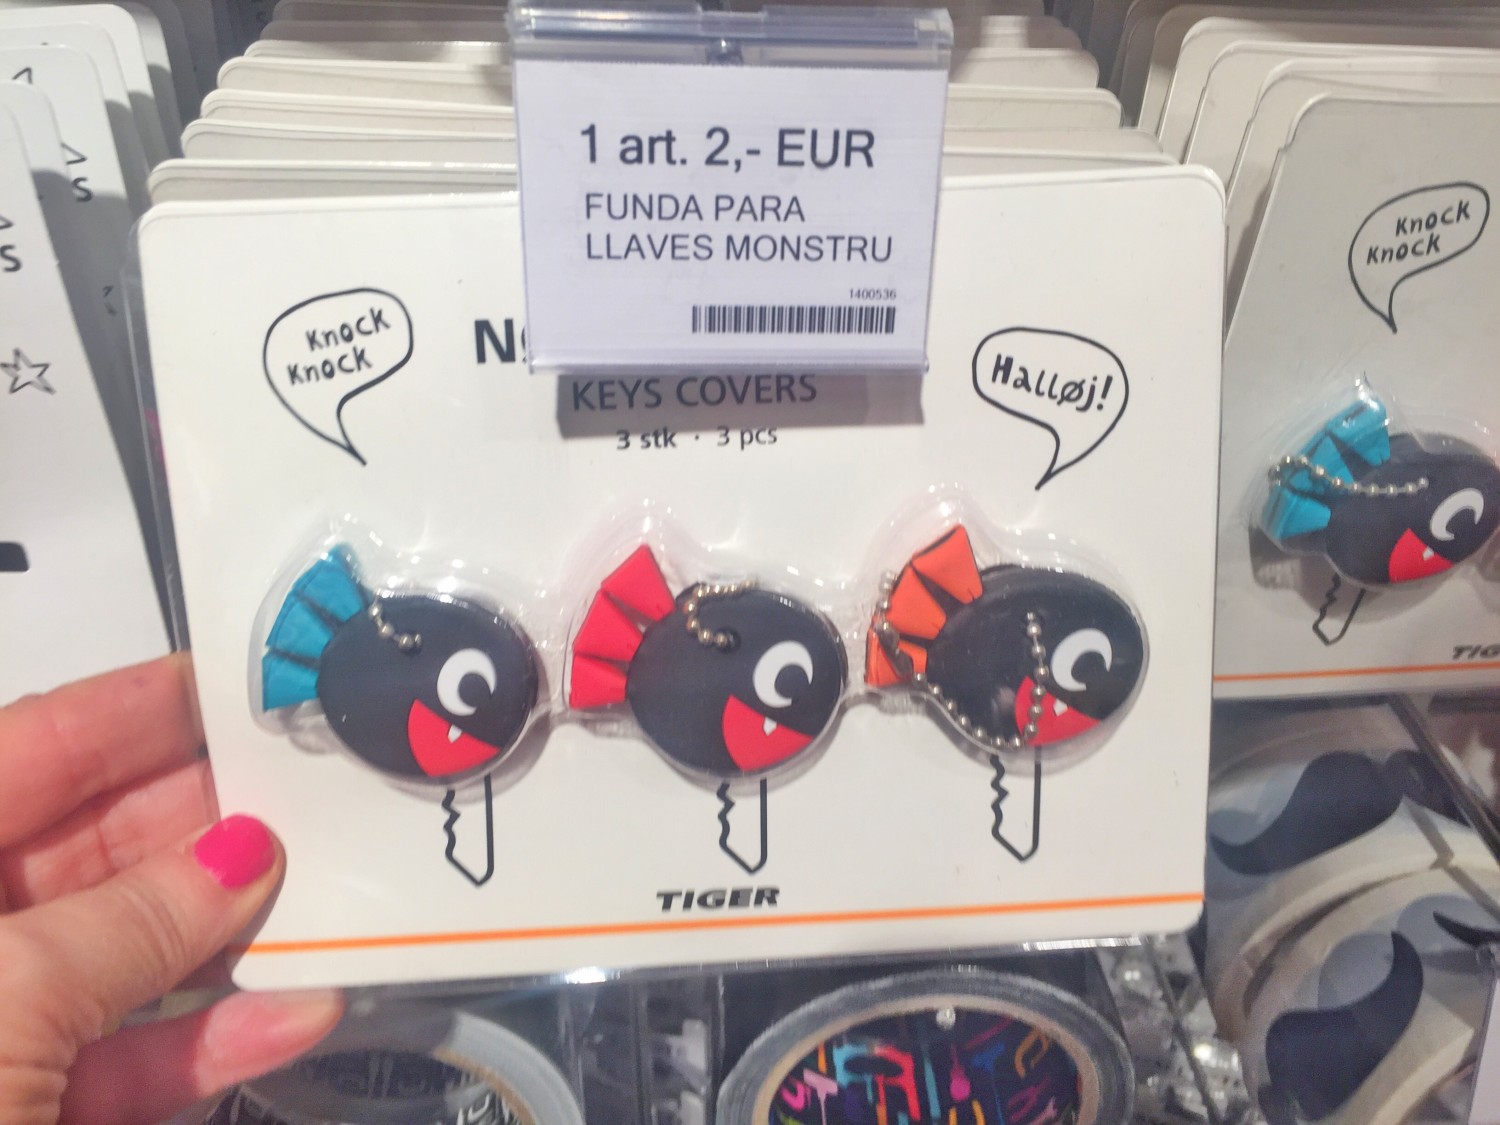 1 art. 2,- EUR
FUNDA PARA
LLAVES MONSTRU
1400536
Knock
Knock
KEYS COVERS
3 stk · 3 pcs
Halløj!
TIGER
Knock
Knock
TIG
S
S